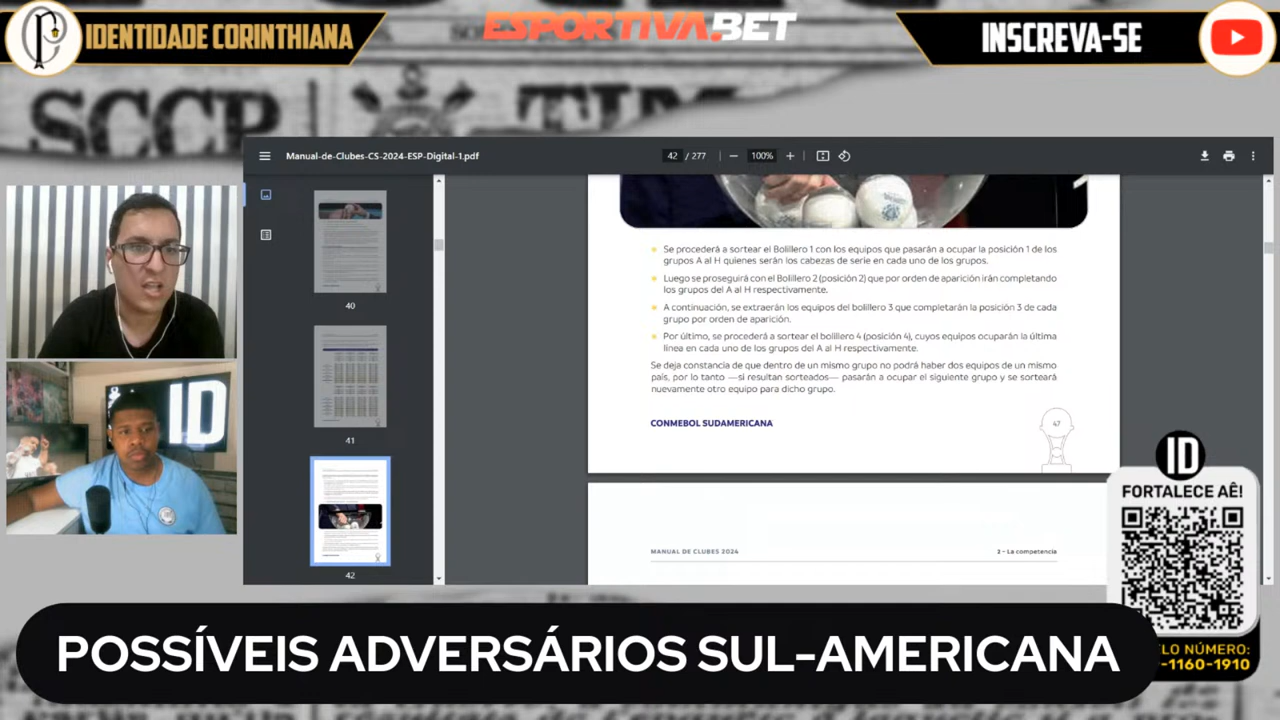 IDENTIDADE CORINTHIANA
ESPORTIVA.BET
INSCREVA-SE
SCCP
TIM
Manual-de-Clubes-CS-2024-ESP-Digital-1.pdf
42 / 277
100%
40
41
42
Se procederá a sortear el Bolillero 1 con los equipos que pasarán a ocupar la posición 1 de los
grupos A al H quienes serán los cabezas de serie en cada uno de los grupos.
Luego se proseguirá con el Bolillero 2 (posición 2) que por orden de aparición irán completando
los grupos del A al H respectivamente.
A continuación, se extraerán los equipos del bolillero 3 que completarán la posición 3 de cada
grupo por orden de aparición.
Por último, se procederá a sortear el bolillero 4 (posición 4), cuyos equipos ocuparán la última
línea en cada uno de los grupos del A al H respectivamente.
Se deja constancia de que dentro de un mismo grupo no podrá haber dos equipos de un mismo
país, por lo tanto —si resultan sorteados— pasarán a ocupar el siguiente grupo y se sorteará
nuevamente otro equipo para dicho grupo.
CONMEBOL SUDAMERICANA
47
MANUAL DE CLUBES 2024
2 - La competencia
ID
ID
FORTALECE AÊ!
LO NÚMERO:
-1160-1910
POSSÍVEIS ADVERSÁRIOS SUL-AMERICANA